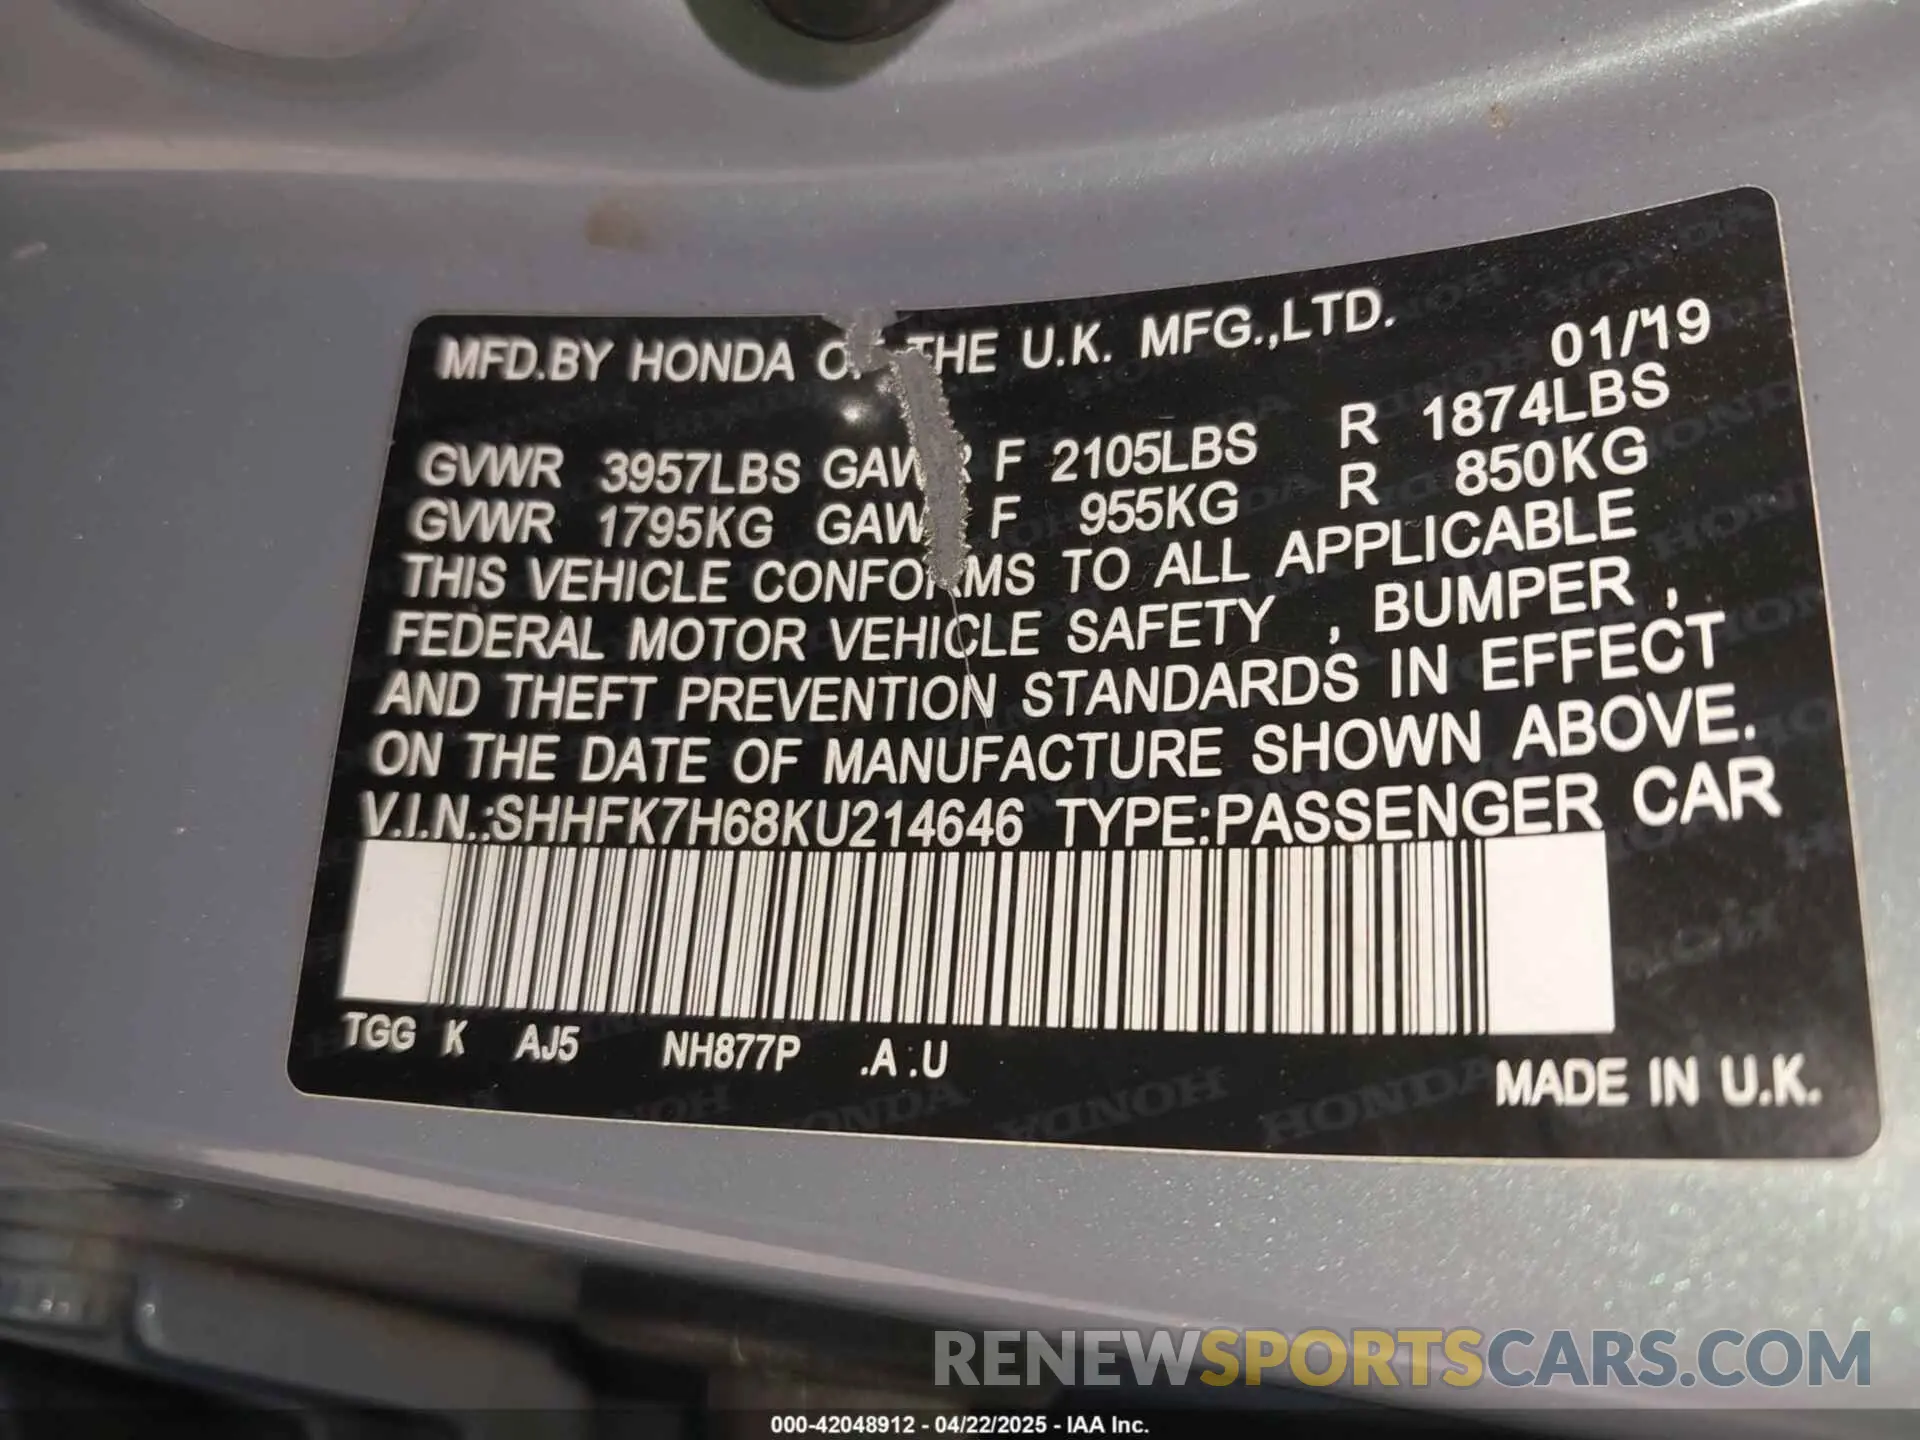 MFD.BY HONDA OF THE U.K. MFG.,LTD. 01/'19
GVWR 3957LBS GAWR F 2105LBS R 1874LBS
GVWR 1795KG GAWR F 955KG R 850KG
THIS VEHICLE CONFORMS TO ALL APPLICABLE
FEDERAL MOTOR VEHICLE SAFETY , BUMPER ,
AND THEFT PREVENTION STANDARDS IN EFFECT
ON THE DATE OF MANUFACTURE SHOWN ABOVE.
V.I.N.:SHHFK7H68KU214646 TYPE:PASSENGER CAR
TGG K AJ5 NH877P .A .U
MADE IN U.K.
RENEWSPORTSCARS.COM
000-42048912 - 04/22/2025 - IAA Inc.